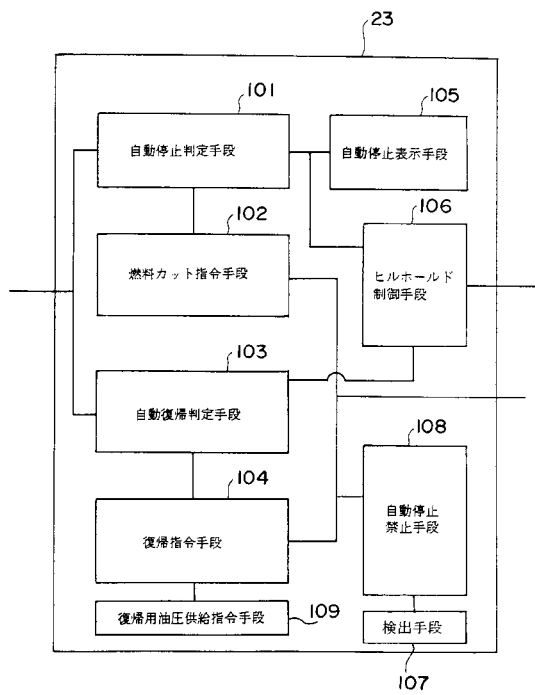 23
101
自動停止判定手段
105
自動停止表示手段
102
燃料カット指令手段
106
ヒルホールド
制御手段
103
自動復帰判定手段
108
自動停止
禁止手段
104
復帰指令手段
復帰用油圧供給指令手段
109
検出手段
107